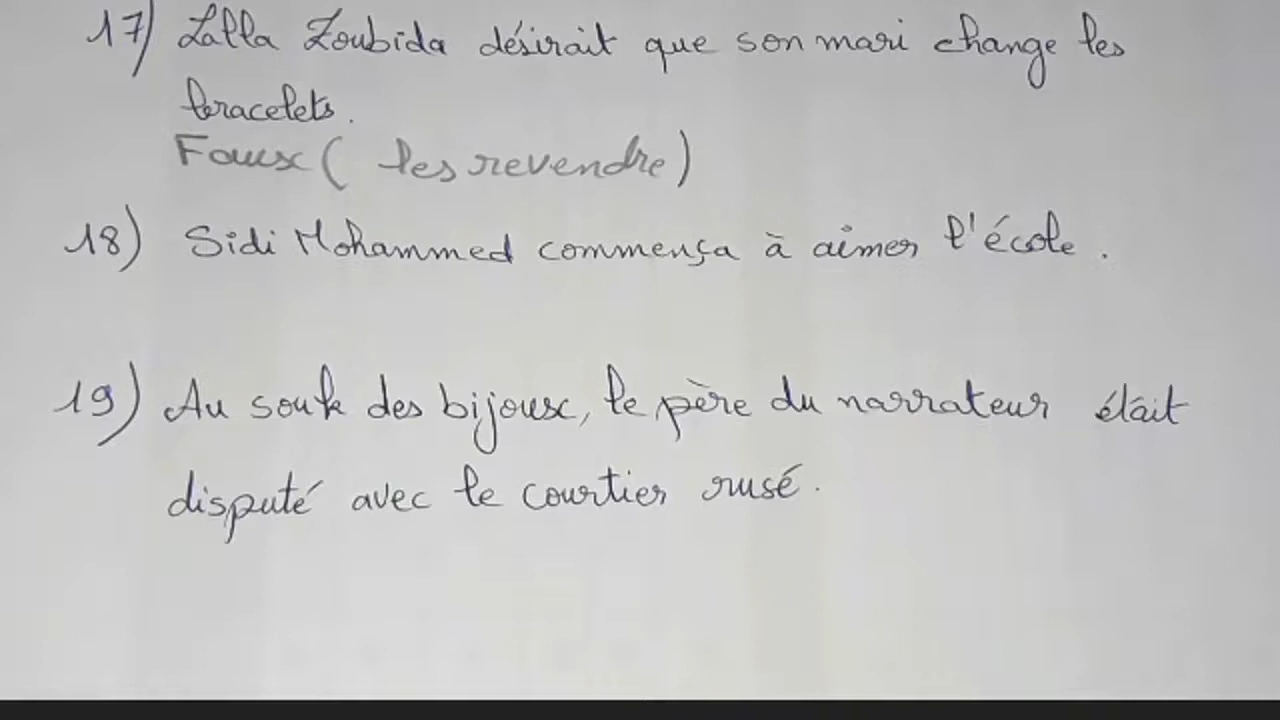 17) Lalla Zoubida désirait que son mari change les
bracelets.
Faux ( les revendre)
18) Sidi Mohammed commença à aimer l'école.
19) Au souk des bijoux, le père du narrateur était
disputé avec le courtier rusé.